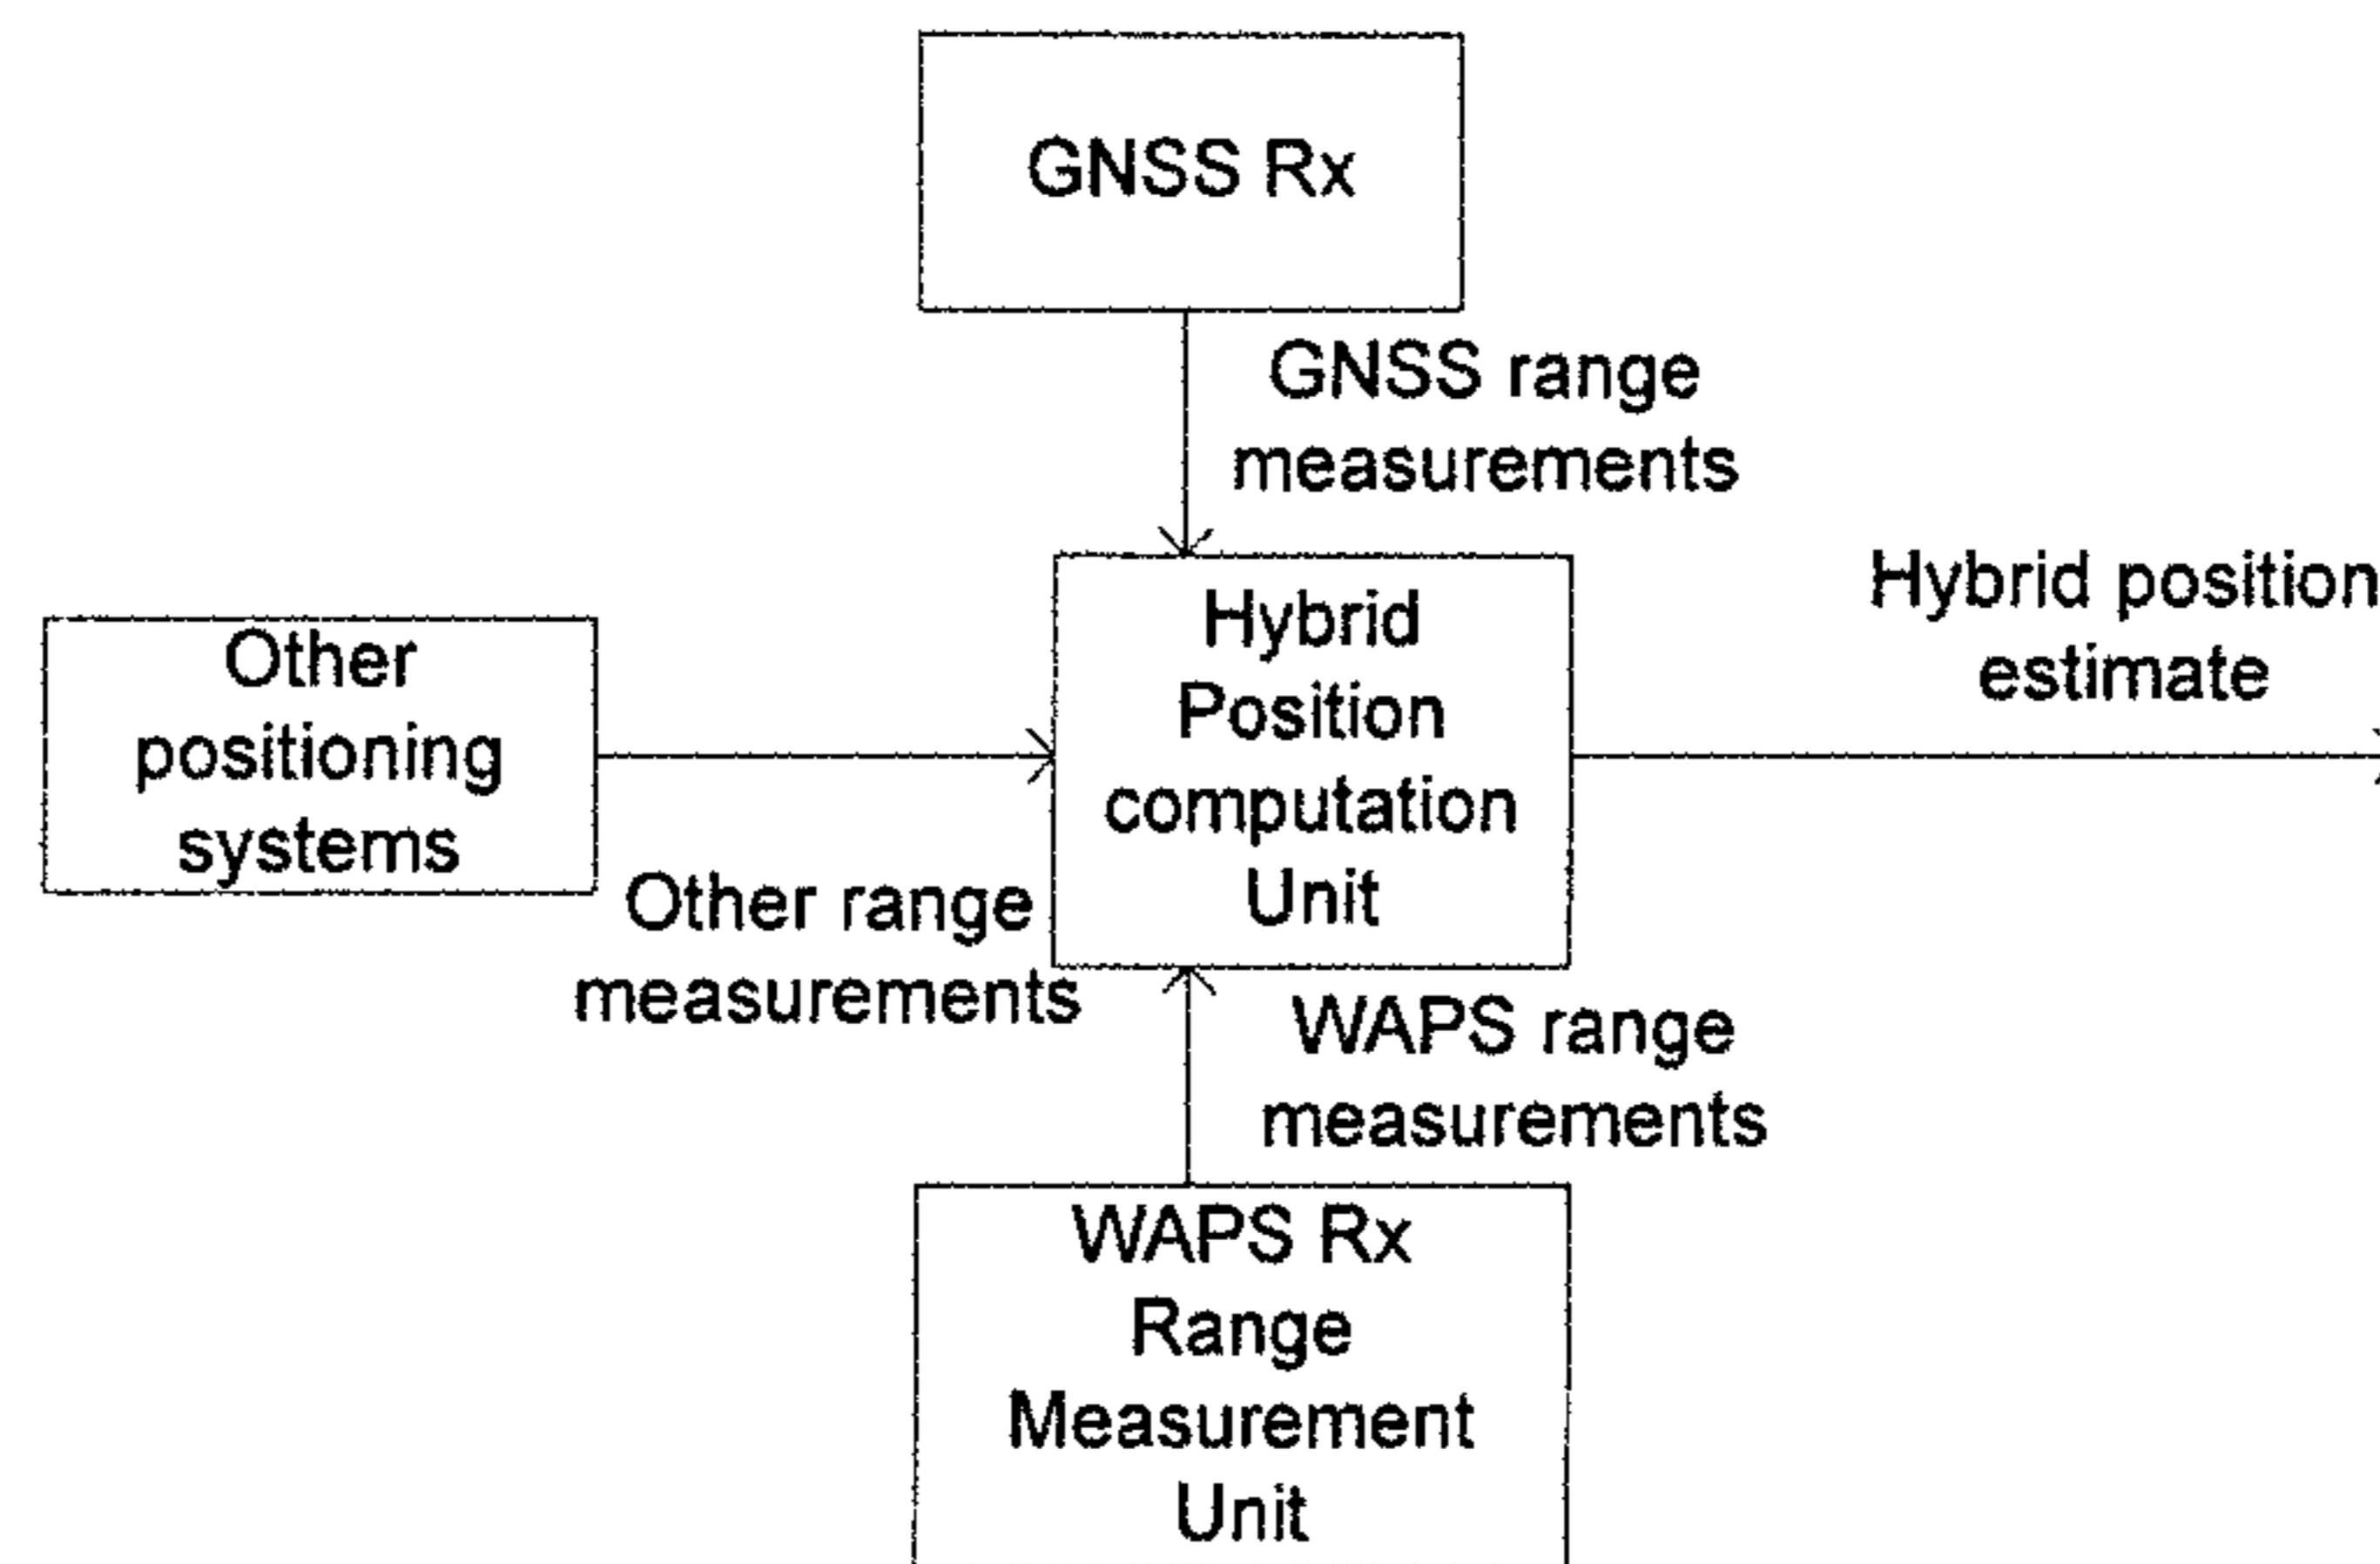 GNSS Rx
GNSS range
measurements
Hybrid
Position
computation
Unit
Hybrid position
estimate
Other
positioning
systems
Other range
measurements
WAPS range
measurements
WAPS Rx
Range
Measurement
Unit